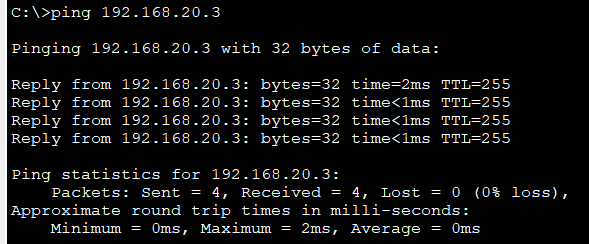 C:\>ping 192.168.20.3
Pinging 192.168.20.3 with 32 bytes of data:
Reply from 192.168.20.3: bytes=32 time=2ms TTL=255
Reply from 192.168.20.3: bytes=32 time<1ms TTL=255
Reply from 192.168.20.3: bytes=32 time<1ms TTL=255
Reply from 192.168.20.3: bytes=32 time<1ms TTL=255
Ping statistics for 192.168.20.3:
    Packets: Sent = 4, Received = 4, Lost = 0 (0% loss),
Approximate round trip times in milli-seconds:
    Minimum = 0ms, Maximum = 2ms, Average = 0ms